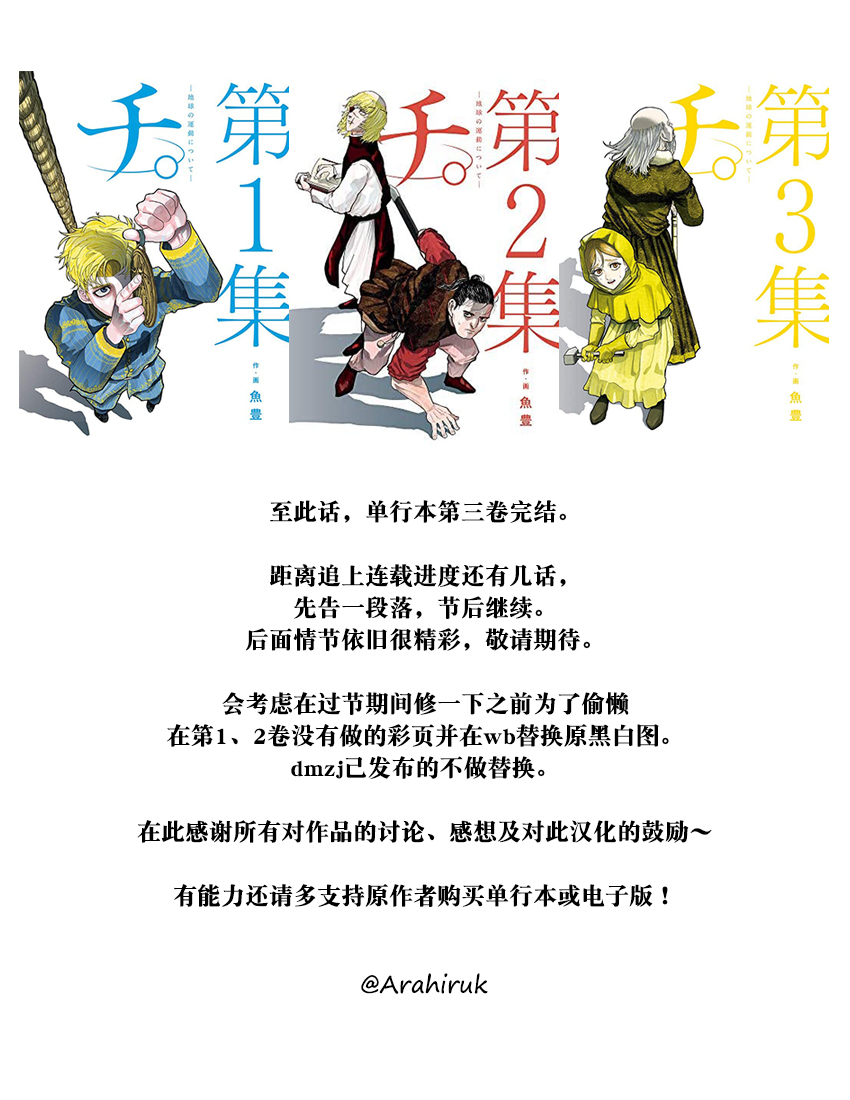 チ。
—地球の運動について—
第1集
作・画 魚豊
チ。
—地球の運動について—
第2集
作・画 魚豊
チ。
—地球の運動について—
第3集
作・画 魚豊
至此话，单行本第三卷完结。
距离追上连载进度还有几话，
先告一段落，节后继续。
后面情节依旧很精彩，敬请期待。
会考虑在过节期间修一下之前为了偷懒
在第1、2卷没有做的彩页并在wb替换原黑白图。
dmzj己发布的不做替换。
在此感谢所有对作品的讨论、感想及对此汉化的鼓励～
有能力还请多支持原作者购买单行本或电子版！
@Arahiruk